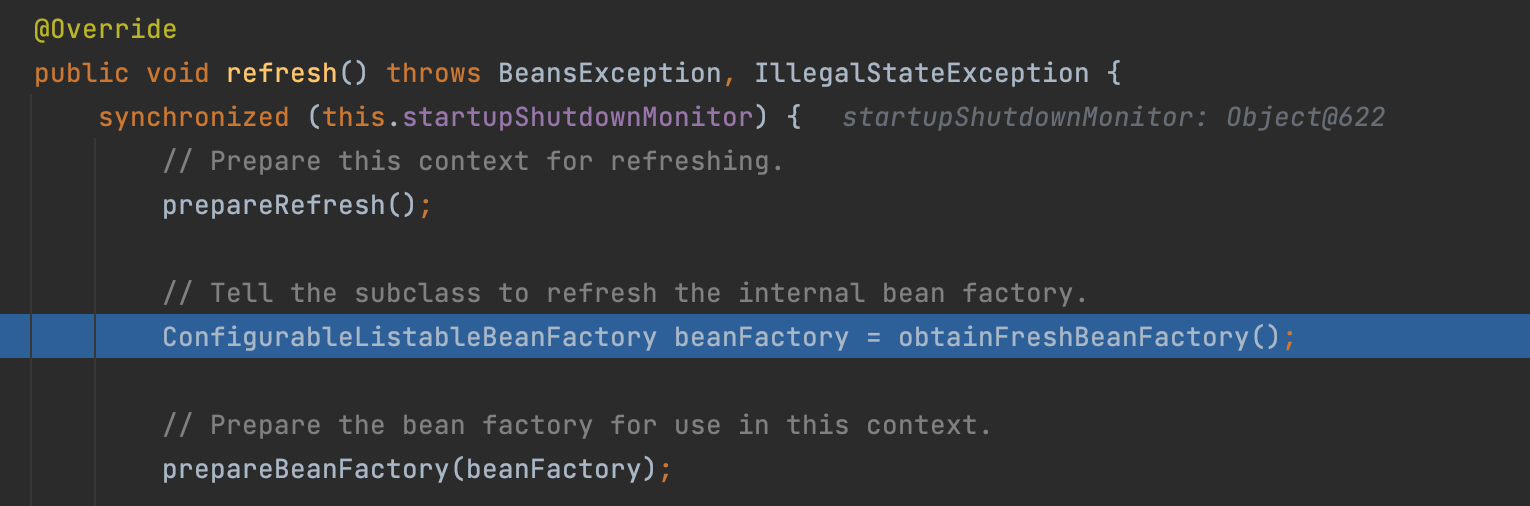 @Override
public void refresh() throws BeansException, IllegalStateException {
synchronized (this.startupShutdownMonitor) { startupShutdownMonitor: Object@622
// Prepare this context for refreshing.
prepareRefresh();
// Tell the subclass to refresh the internal bean factory.
ConfigurableListableBeanFactory beanFactory = obtainFreshBeanFactory();
// Prepare the bean factory for use in this context.
prepareBeanFactory(beanFactory);